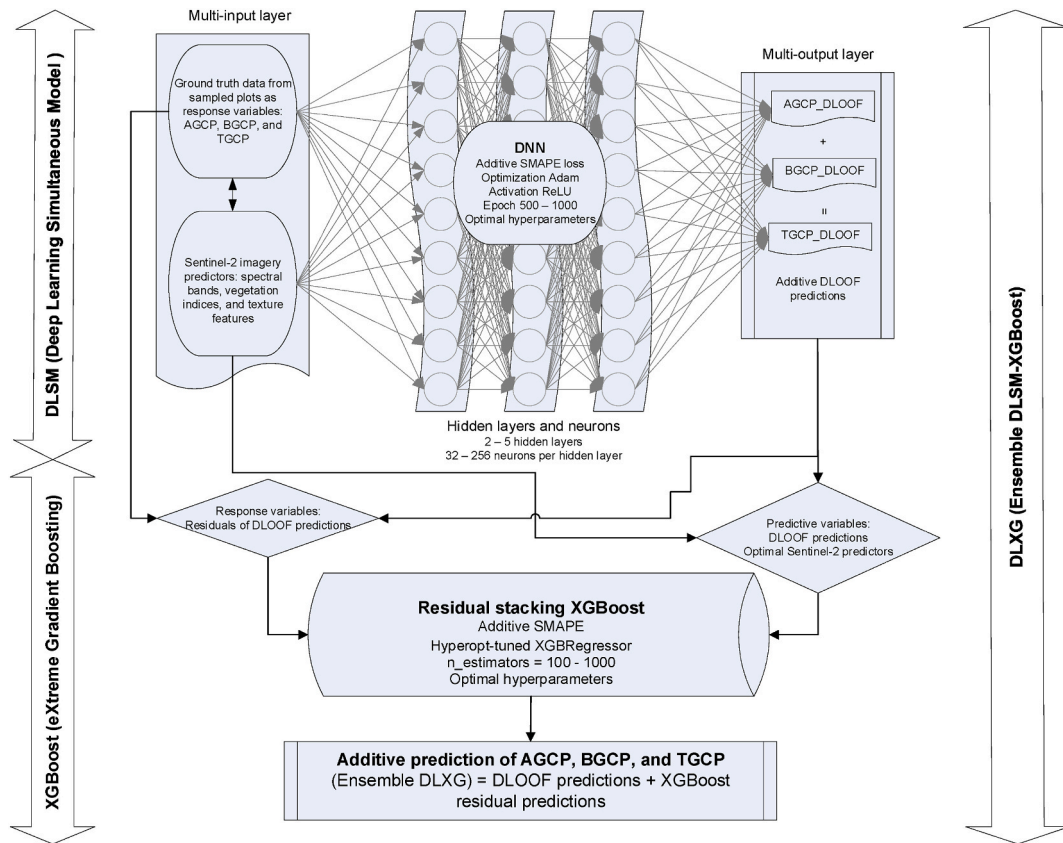 Multi-input layer
Ground truth data from
sampled plots as
response variables:
AGCP, BGCP, and
TGCP
Sentinel-2 imagery
predictors: spectral
bands, vegetation
indices, and texture
features
DNN
Additive SMAPE loss
Optimization Adam
Activation ReLU
Epoch 500 – 1000
Optimal hyperparameters
Hidden layers and neurons
2 – 5 hidden layers
32 – 256 neurons per hidden layer
Multi-output layer
AGCP_DLOOF
+
BGCP_DLOOF
=
TGCP_DLOOF
Additive DLOOF
predictions
DLSM (Deep Learning Simultaneous Model )
XGBoost (eXtreme Gradient Boosting)
DLXG (Ensemble DLSM-XGBoost)
Response variables:
Residuals of DLOOF predictions
Predictive variables:
DLOOF predictions
Optimal Sentinel-2 predictors
Residual stacking XGBoost
Additive SMAPE
Hyperopt-tuned XGBRegressor
n_estimators = 100 - 1000
Optimal hyperparameters
Additive prediction of AGCP, BGCP, and TGCP
(Ensemble DLXG) = DLOOF predictions + XGBoost
residual predictions